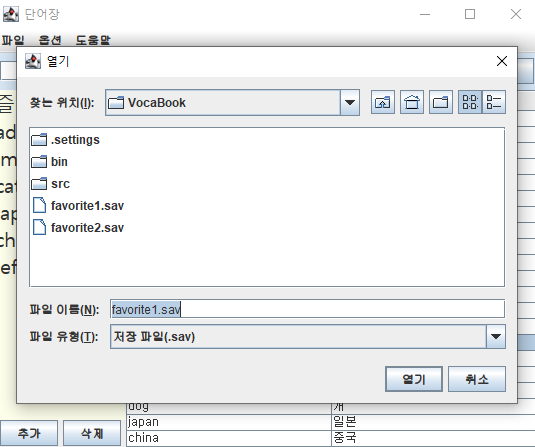 단어장
파일 옵션 도움말
열기
찾는 위치(I): VocaBook
.settings
bin
src
favorite1.sav
favorite2.sav
파일 이름(N): favorite1.sav
파일 유형(T): 저장 파일(.sav)
열기 취소
dog 개
japan 일본
china 중국
추가 삭제